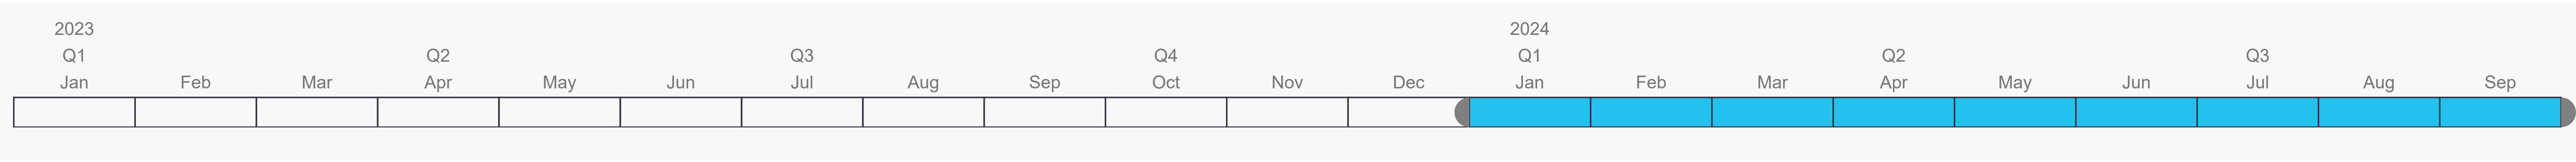 2023 2024
Q1 Q2 Q3 Q4 Q1 Q2 Q3
Jan Feb Mar Apr May Jun Jul Aug Sep Oct Nov Dec Jan Feb Mar Apr May Jun Jul Aug Sep